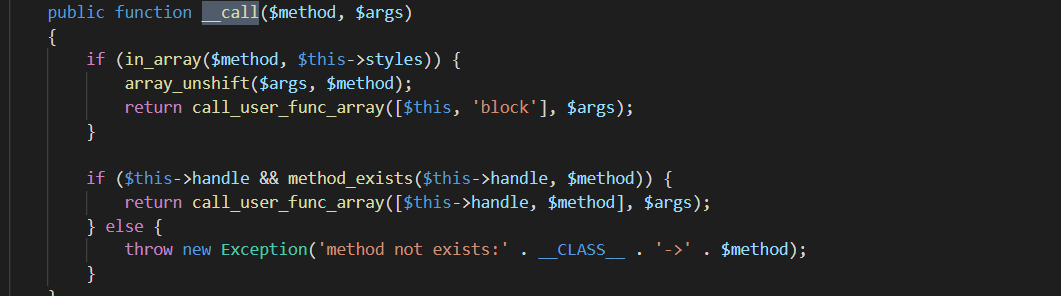 public function __call($method, $args)
{
if (in_array($method, $this->styles)) {
array_unshift($args, $method);
return call_user_func_array([$this, 'block'], $args);
}
if ($this->handle && method_exists($this->handle, $method)) {
return call_user_func_array([$this->handle, $method], $args);
} else {
throw new Exception('method not exists:' . __CLASS__ . '->' . $method);
}